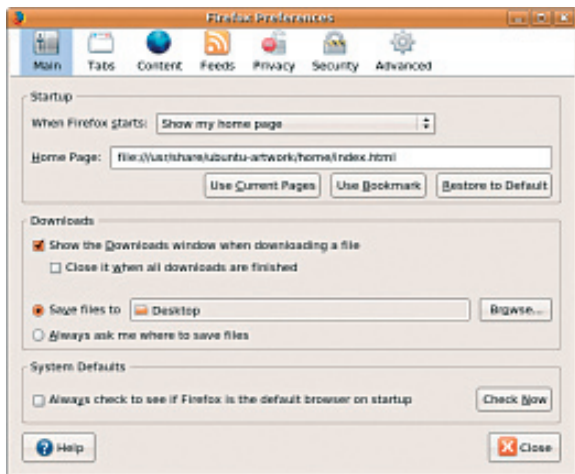 Firefox Preferences
Main Tabs Content Feeds Privacy Security Advanced
Startup
When Firefox starts: Show my home page
Home Page: file:///usr/share/ubuntu-artwork/home/index.html
Use Current Pages Use Bookmark Restore to Default
Downloads
Show the Downloads window when downloading a file
Close it when all downloads are finished
Save files to Desktop Browse...
Always ask me where to save files
System Defaults
Always check to see if Firefox is the default browser on startup Check Now
Help Close